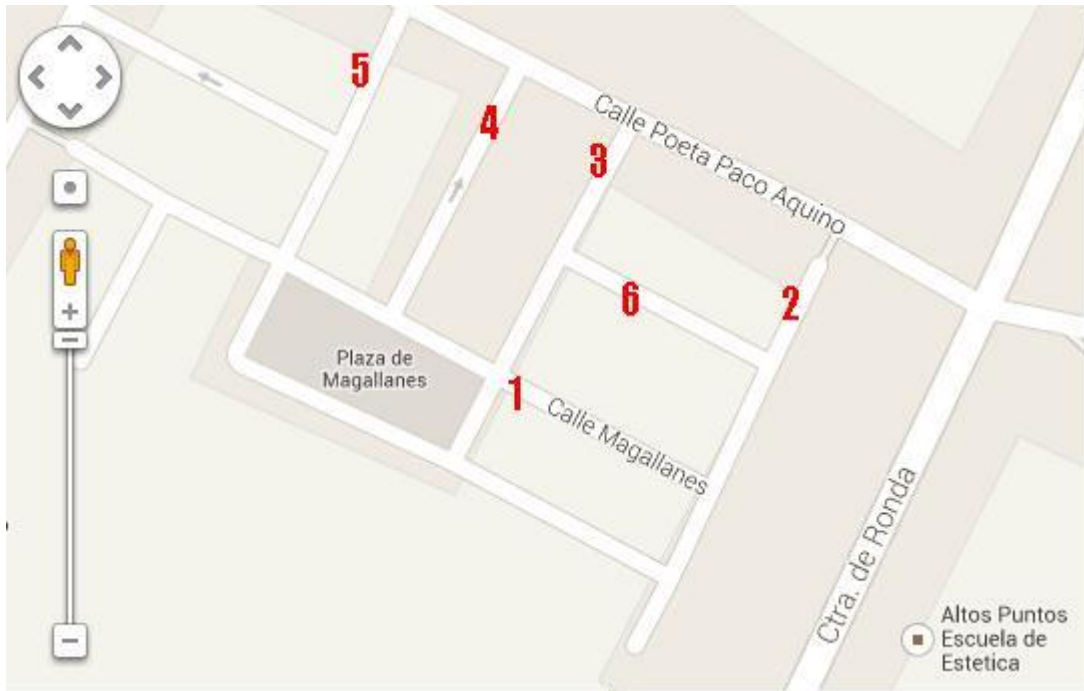 5
4
3
Calle Poeta Paco Aquino
2
6
Plaza de
Magallanes
1
Calle Magallanes
Ctra. de Ronda
Altos Puntos
Escuela de
Estetica